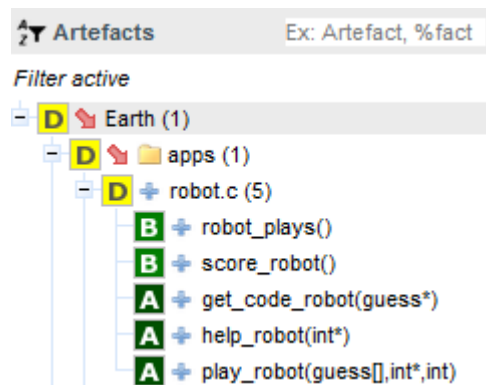 A Z Artefacts Ex: Artefact, %fact
Filter active
D Earth (1)
D apps (1)
D robot.c (5)
B robot_plays()
B score_robot()
A get_code_robot(guess*)
A help_robot(int*)
A play_robot(guess[],int*,int)